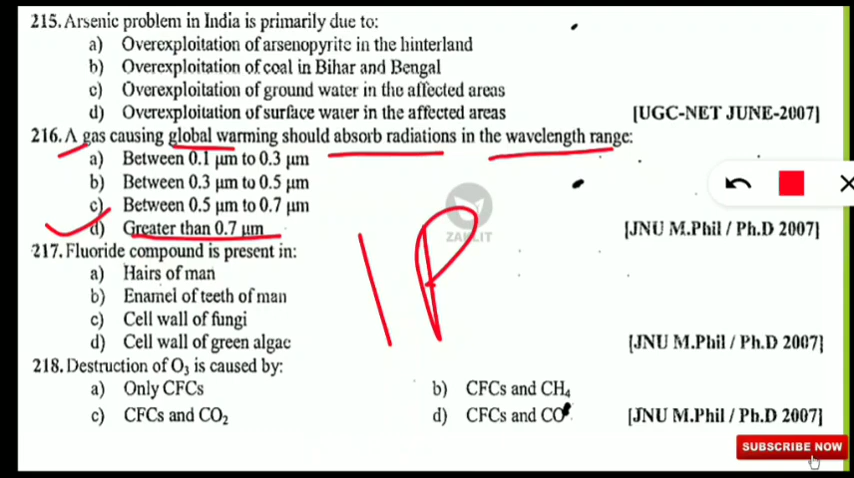 215. Arsenic problem in India is primarily due to:
a) Overexploitation of arsenopyrite in the hinterland
b) Overexploitation of coal in Bihar and Bengal
c) Overexploitation of ground water in the affected areas
d) Overexploitation of surface water in the affected areas [UGC-NET JUNE-2007]
216. A gas causing global warming should absorb radiations in the wavelength range:
a) Between 0.1 µm to 0.3 µm
b) Between 0.3 µm to 0.5 µm
c) Between 0.5 µm to 0.7 µm
d) Greater than 0.7 µm [JNU M.Phil / Ph.D 2007]
ZAKLIT
IR
217. Fluoride compound is present in:
a) Hairs of man
b) Enamel of teeth of man
c) Cell wall of fungi
d) Cell wall of green algae [JNU M.Phil / Ph.D 2007]
218. Destruction of O₃ is caused by:
a) Only CFCs b) CFCs and CH₄
c) CFCs and CO₂ d) CFCs and CO [JNU M.Phil / Ph.D 2007]
SUBSCRIBE NOW